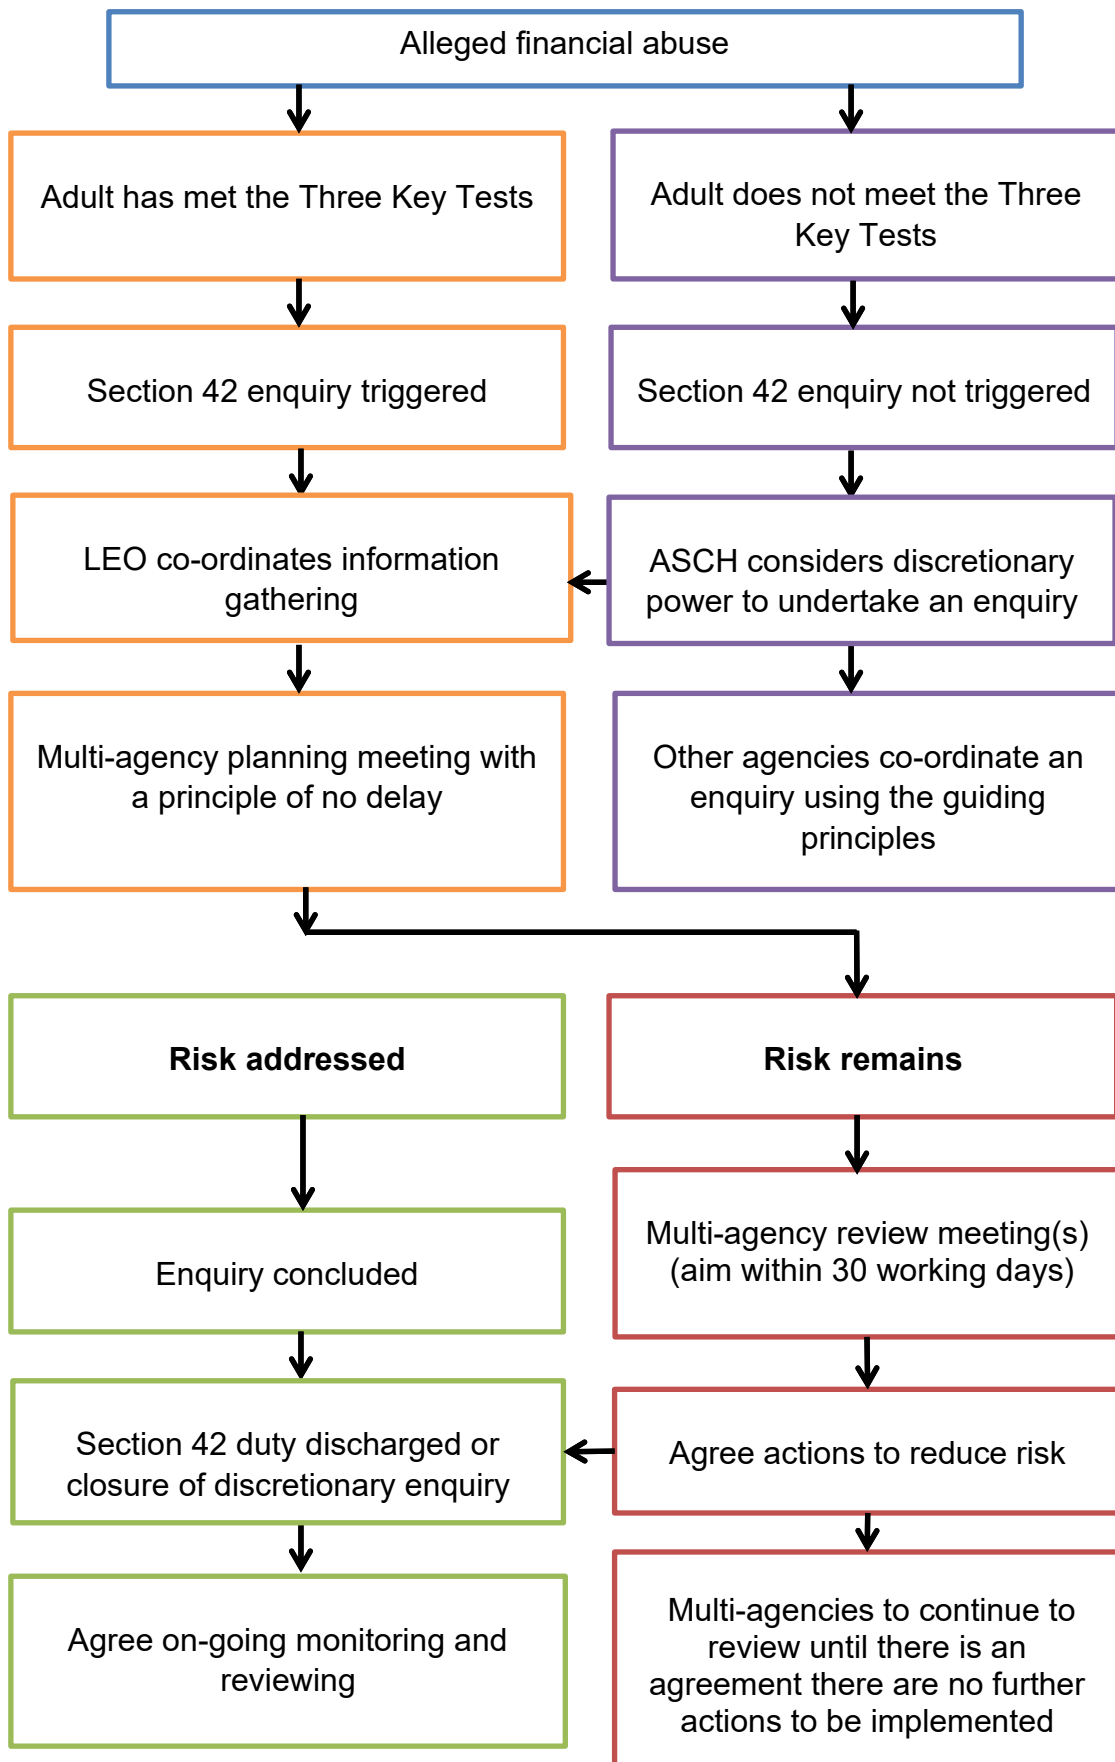 Alleged financial abuse
Adult has met the Three Key Tests
Adult does not meet the Three
Key Tests
Section 42 enquiry triggered
Section 42 enquiry not triggered
LEO co-ordinates information
gathering
ASCH considers discretionary
power to undertake an enquiry
Multi-agency planning meeting with
a principle of no delay
Other agencies co-ordinate an
enquiry using the guiding
principles
Risk addressed
Risk remains
Enquiry concluded
Multi-agency review meeting(s)
(aim within 30 working days)
Section 42 duty discharged or
closure of discretionary enquiry
Agree actions to reduce risk
Agree on-going monitoring and
reviewing
Multi-agencies to continue to
review until there is an
agreement there are no further
actions to be implemented